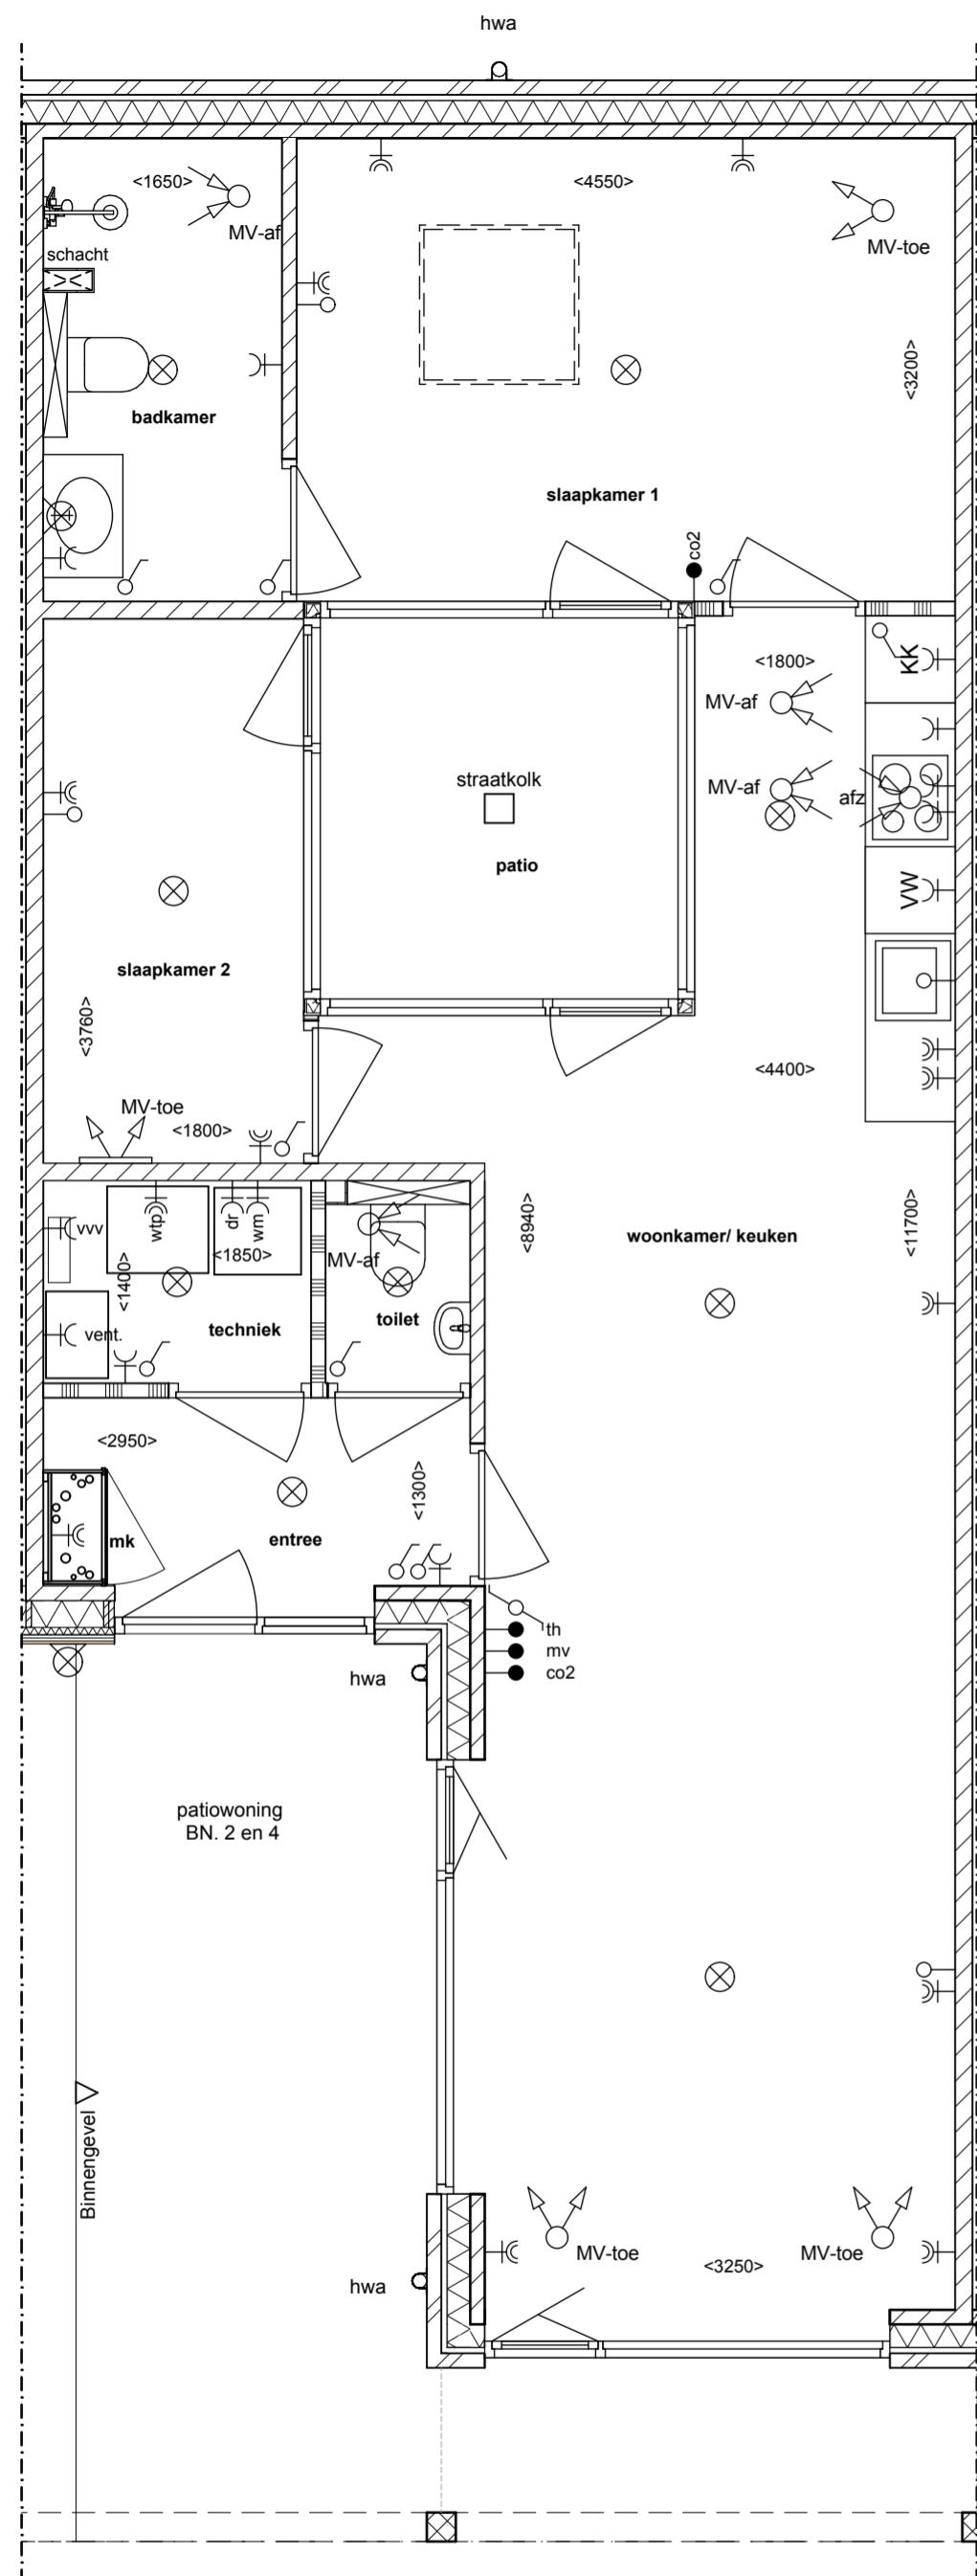 hwa
<1650>
<4550>
MV-af
MV-toe
schacht
<3200>
badkamer
slaapkamer 1
co2
<1800>
KK
MV-af
straatkolk
MV-af
afz
patio
VW
slaapkamer 2
<3760>
<4400>
MV-toe
<1800>
vvv
wtp
dr
wm
<8940>
<11700>
woonkamer/ keuken
<1400>
<1850>
MV-af
vent.
techniek
toilet
<2950>
<1300>
mk
entree
th
mv
co2
hwa
patiowoning
BN. 2 en 4
Binnengevel
MV-toe
MV-toe
<3250>
hwa